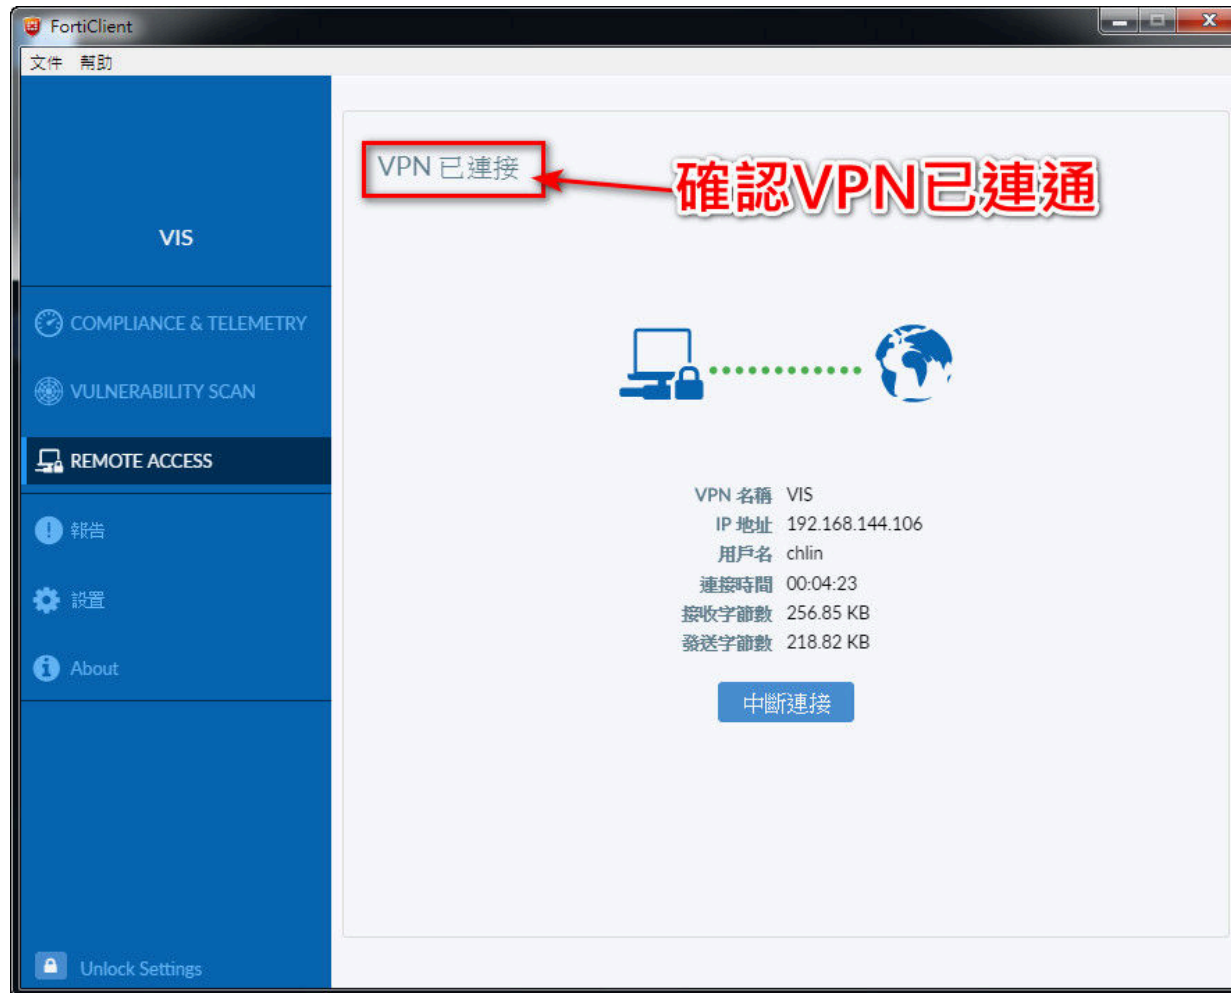 FortiClient
文件 幫助
VPN 已連接
確認VPN已連通
VIS
COMPLIANCE & TELEMETRY
VULNERABILITY SCAN
REMOTE ACCESS
報告
設置
About
Unlock Settings
VPN 名稱 VIS
IP 地址 192.168.144.106
用戶名 chlin
連接時間 00:04:23
接收字節數 256.85 KB
發送字節數 218.82 KB
中斷連接